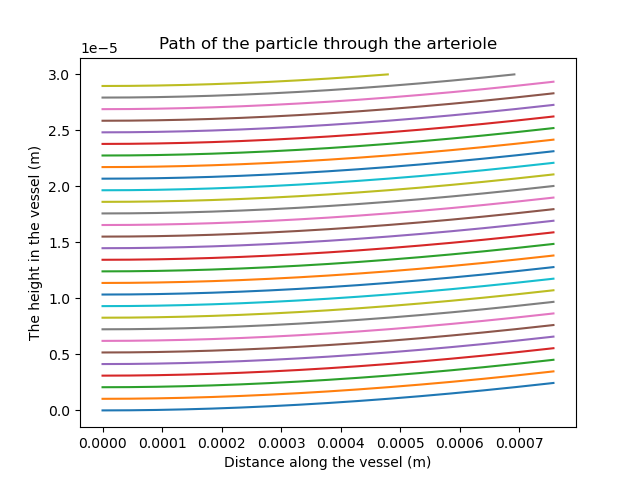 Path of the particle through the arteriole
1e−5
3.0
2.5
2.0
1.5
1.0
0.5
0.0
The height in the vessel (m)
0.0000 0.0001 0.0002 0.0003 0.0004 0.0005 0.0006 0.0007
Distance along the vessel (m)